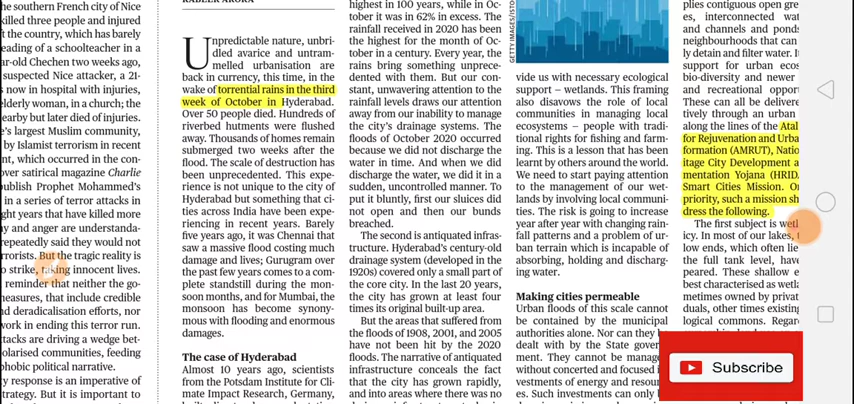 he southern French city of Nice
killed three people and injured
t the country, which has barely
eading of a schoolteacher in a
ar-old Chechen two weeks ago,
suspected Nice attacker, a 21-
now in hospital with injuries,
elderly woman, in a church; the
earby but later died of injuries.
e's largest Muslim community,
by Islamist terrorism in recent
nt, which occurred in the con-
over satirical magazine Charlie
publish Prophet Mohammed's
in a series of terror attacks in
ght years that have killed more
y and anger are understanda-
repeatedly said they would not
rrorists. But the tragic reality is
o strike, taking innocent lives.
reminder that neither the go-
easures, that include credible
d deradicalisation efforts, nor
work in ending this terror run.
tacks are driving a wedge bet-
olarised communities, feeding
phobic political narrative.
y response is an imperative of
strategy. But it is important to
Unpredictable nature, unbri-
dled avarice and untram-
melled urbanisation are
back in currency, this time, in the
wake of torrential rains in the third
week of October in Hyderabad.
Over 50 people died. Hundreds of
riverbed hutments were flushed
away. Thousands of homes remain
submerged two weeks after the
flood. The scale of destruction has
been unprecedented. This expe-
rience is not unique to the city of
Hyderabad but something that ci-
ties across India have been expe-
riencing in recent years. Barely
five years ago, it was Chennai that
saw a massive flood costing much
damage and lives; Gurugram over
the past few years comes to a com-
plete standstill during the mon-
soon months, and for Mumbai, the
monsoon has become synony-
mous with flooding and enormous
damages.
The case of Hyderabad
Almost 10 years ago, scientists
from the Potsdam Institute for Cli-
mate Impact Research, Germany,
highest in 100 years, while in Oc-
tober it was 62% in excess. The
rainfall received in 2020 has been
the highest for the month of Oc-
tober in a century. Every year, the
rains bring something unprece-
dented with them. But our con-
stant, unwavering attention to the
rainfall levels draws our attention
away from our inability to manage
the city's drainage systems. The
floods of October 2020 occurred
because we did not discharge the
water in time. And when we did
discharge the water, we did it in a
sudden, uncontrolled manner. To
put it bluntly, first our sluices did
not open and then our bunds
breached.
The second is antiquated infras-
tructure. Hyderabad's century-old
drainage system (developed in the
1920s) covered only a small part of
the core city. In the last 20 years,
the city has grown at least four
times its original built-up area.
But the areas that suffered from
the floods of 1908, 2001, and 2005
have not been hit by the 2020
floods. The narrative of antiquated
infrastructure conceals the fact
that the city has grown rapidly,
and into areas where there was no
GETTY IMAGES/ISTO
vide us with necessary ecological
support – wetlands. This framing
also disavows the role of local
communities in managing local
ecosystems – people with tradi-
tional rights for fishing and farm-
ing. This is a lesson that has been
learnt by others around the world.
We need to start paying attention
to the management of our wet-
lands by involving local communi-
ties. The risk is going to increase
year after year with changing rain-
fall patterns and a problem of ur-
ban terrain which is incapable of
absorbing, holding and discharg-
ing water.
Making cities permeable
Urban floods of this scale cannot
be contained by the municipal
authorities alone. Nor can they be
dealt with by the State govern-
ment. They cannot be manage
without concerted and focused i
vestments of energy and resour
es. Such investments can only
plies contiguous open gre
es, interconnected wat
and channels and ponds
neighbourhoods that can
ly detain and filter water. It
support for urban ecos
bio-diversity and newer
and recreational opport
These can all be delivere
tively through an urban
along the lines of the Atal
for Rejuvenation and Urba
formation (AMRUT), Natio
itage City Development a
mentation Yojana (HRIDA
Smart Cities Mission. On
priority, such a mission sh
dress the following.
The first subject is wetl
icy. In most of our lakes,
low ends, which often lie
the full tank level, have
peared. These shallow e
best characterised as wetla
metimes owned by privat
duals, other times existing
logical commons. Regar
Subscribe